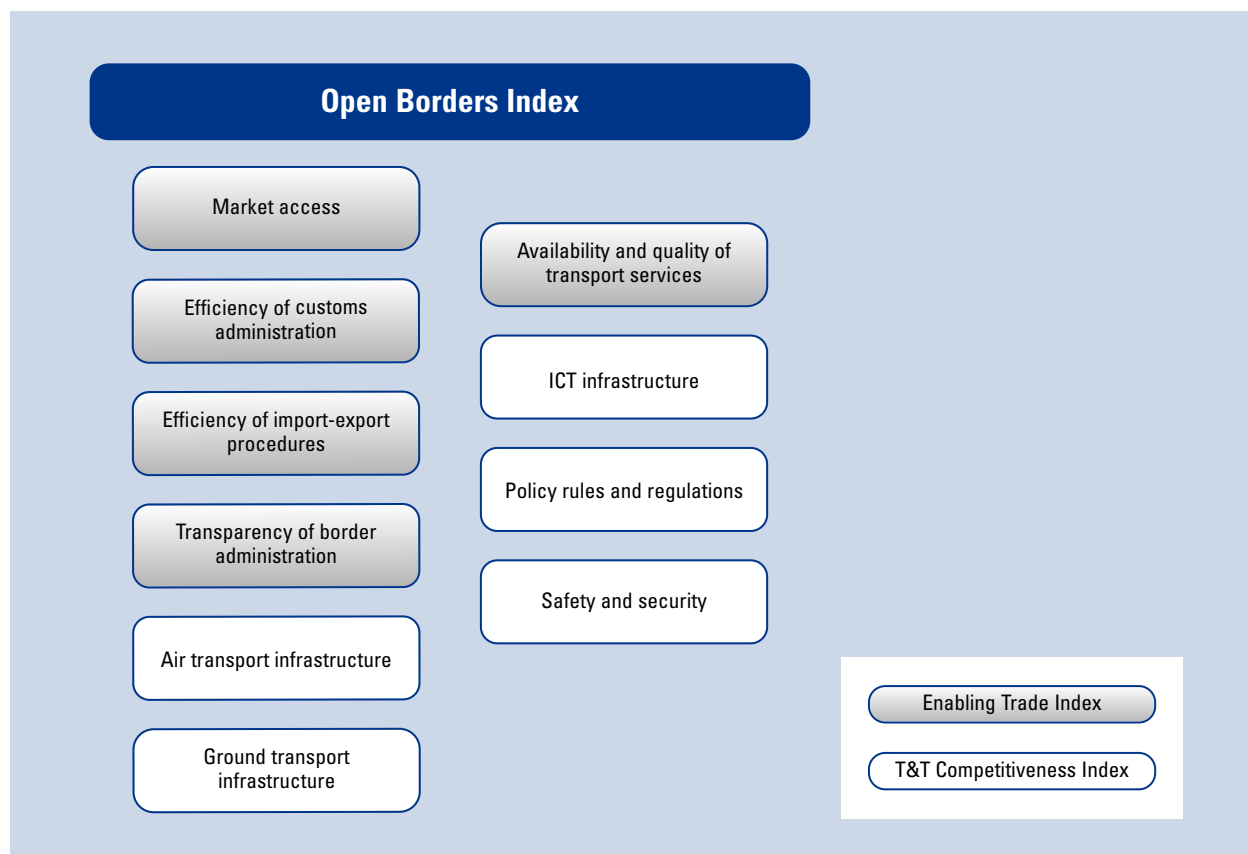 Open Borders Index
Market access
Efficiency of customs
administration
Efficiency of import-export
procedures
Transparency of border
administration
Air transport infrastructure
Ground transport
infrastructure
Availability and quality of
transport services
ICT infrastructure
Policy rules and regulations
Safety and security
Enabling Trade Index
T&T Competitiveness Index